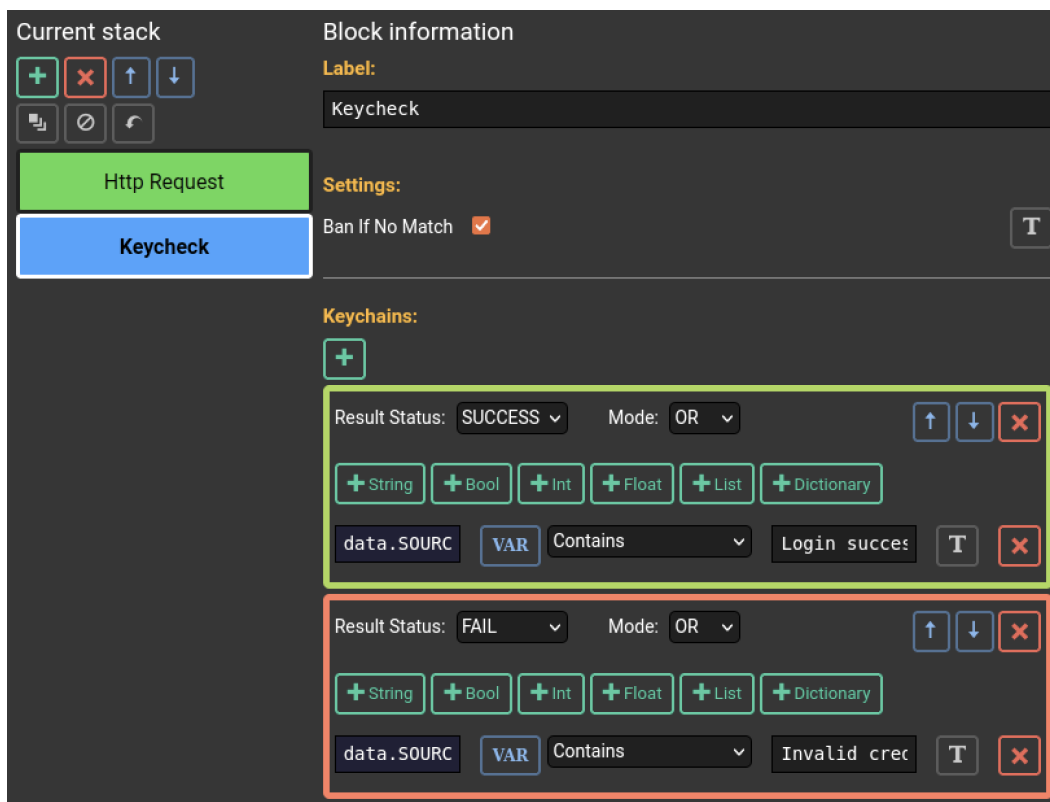 Current stack
Http Request
Keycheck
Block information
Label:
Keycheck
Settings:
Ban If No Match
T
Keychains:
Result Status: SUCCESS Mode: OR
+String +Bool +Int +Float +List +Dictionary
data.SOURC VAR Contains Login succes T
Result Status: FAIL Mode: OR
+String +Bool +Int +Float +List +Dictionary
data.SOURC VAR Contains Invalid cred T